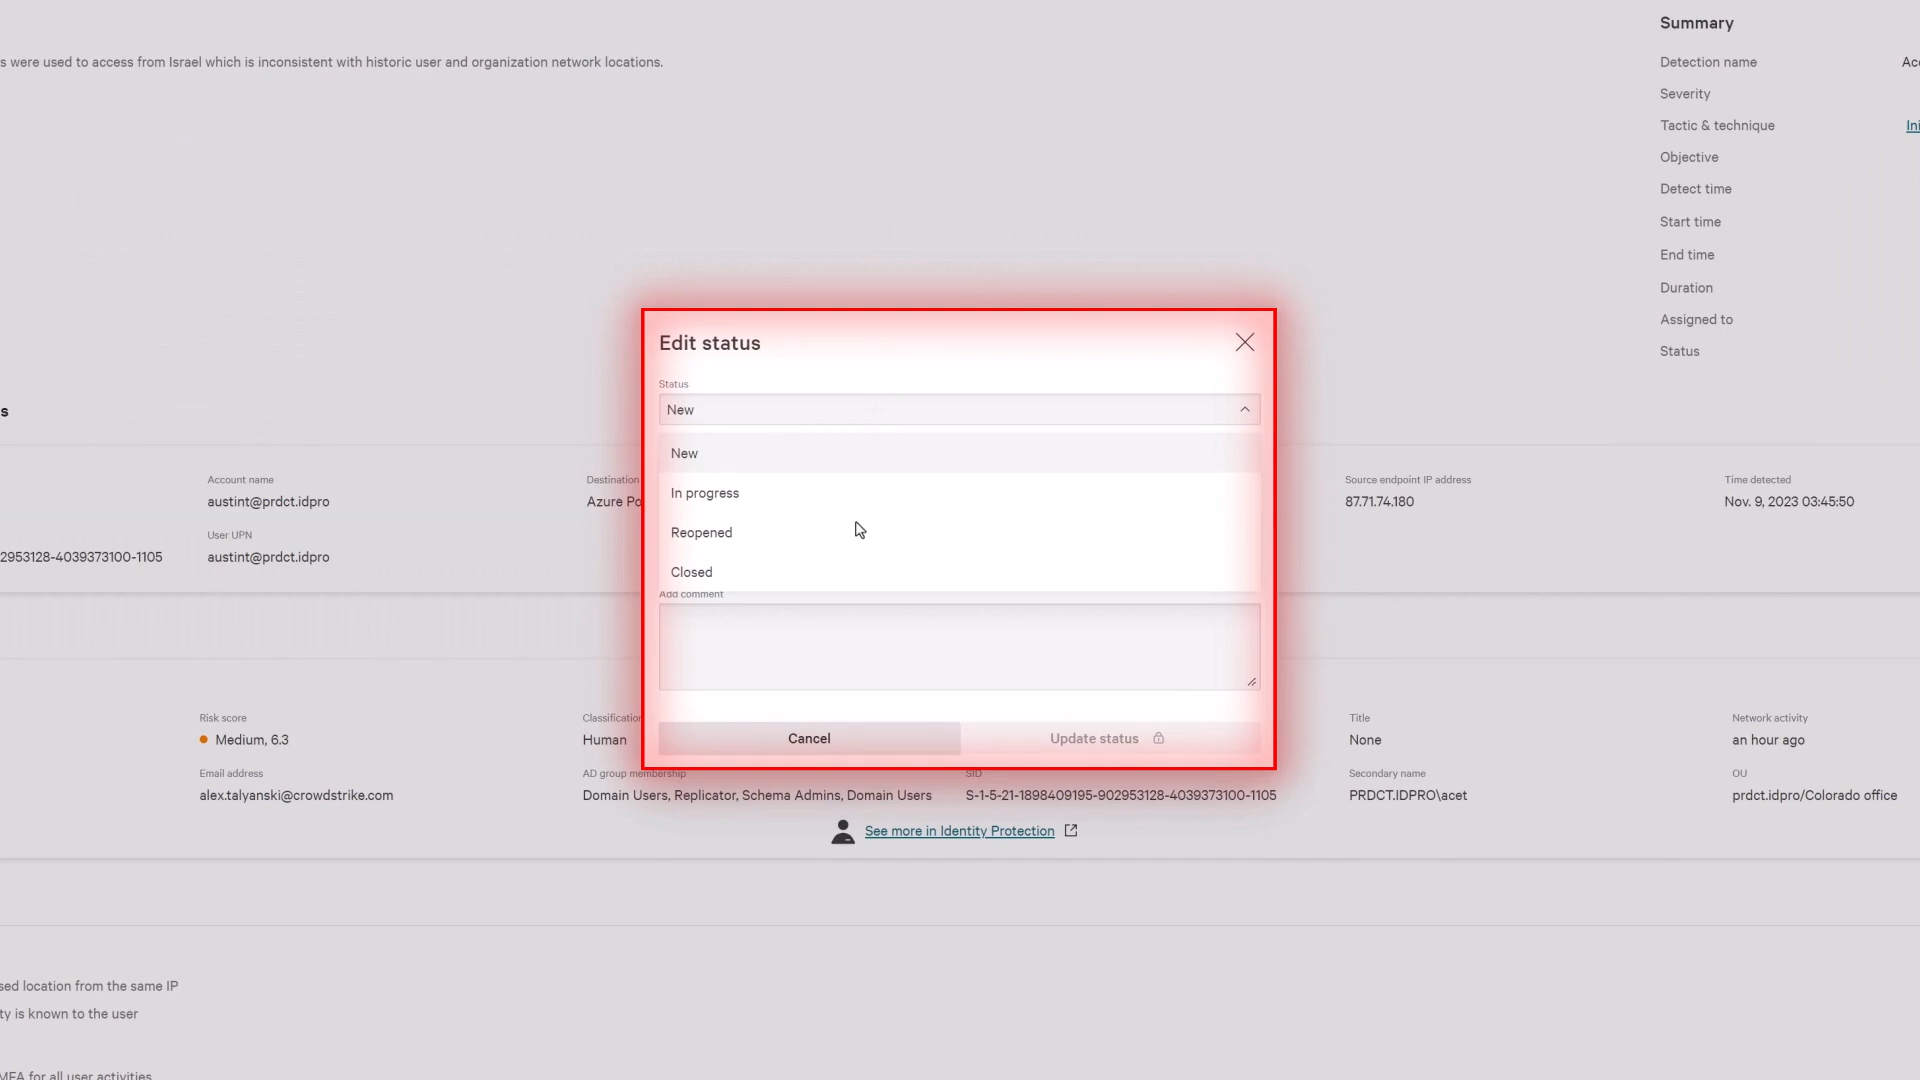 Summary
s were used to access from Israel which is inconsistent with historic user and organization network locations.
Detection name
Severity
Tactic & technique
Objective
Detect time
Start time
End time
Duration
Assigned to
Status
Edit status
Status
New
New
In progress
Reopened
Closed
Add comment
Cancel
Update status
s
Account name
austint@prdct.idpro
Destination
Azure Po
Source endpoint IP address
87.71.74.180
Time detected
Nov. 9, 2023 03:45:50
2953128-4039373100-1105
User UPN
austint@prdct.idpro
Risk score
Medium, 6.3
Classification
Human
Title
None
Network activity
an hour ago
Email address
alex.talyanski@crowdstrike.com
AD group membership
Domain Users, Replicator, Schema Admins, Domain Users
SID
S-1-5-21-1898409195-902953128-4039373100-1105
Secondary name
PRDCT.IDPRO\acet
OU
prdct.idpro/Colorado office
See more in Identity Protection
sed location from the same IP
ty is known to the user
MFA for all user activities